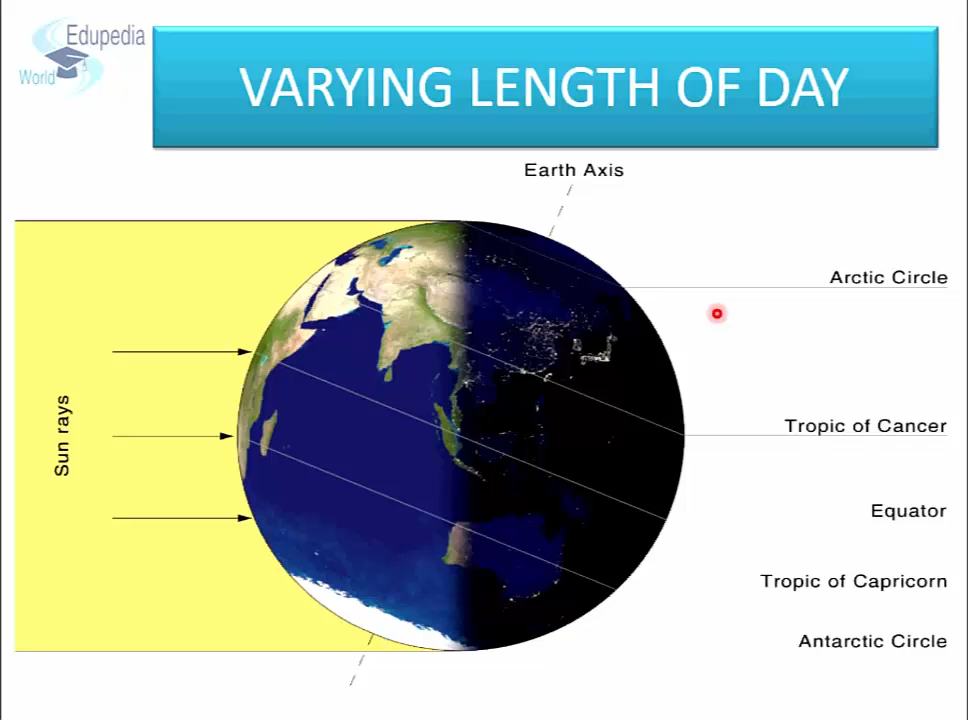 Edupedia
World
VARYING LENGTH OF DAY
Earth Axis
Arctic Circle
Sun rays
Tropic of Cancer
Equator
Tropic of Capricorn
Antarctic Circle